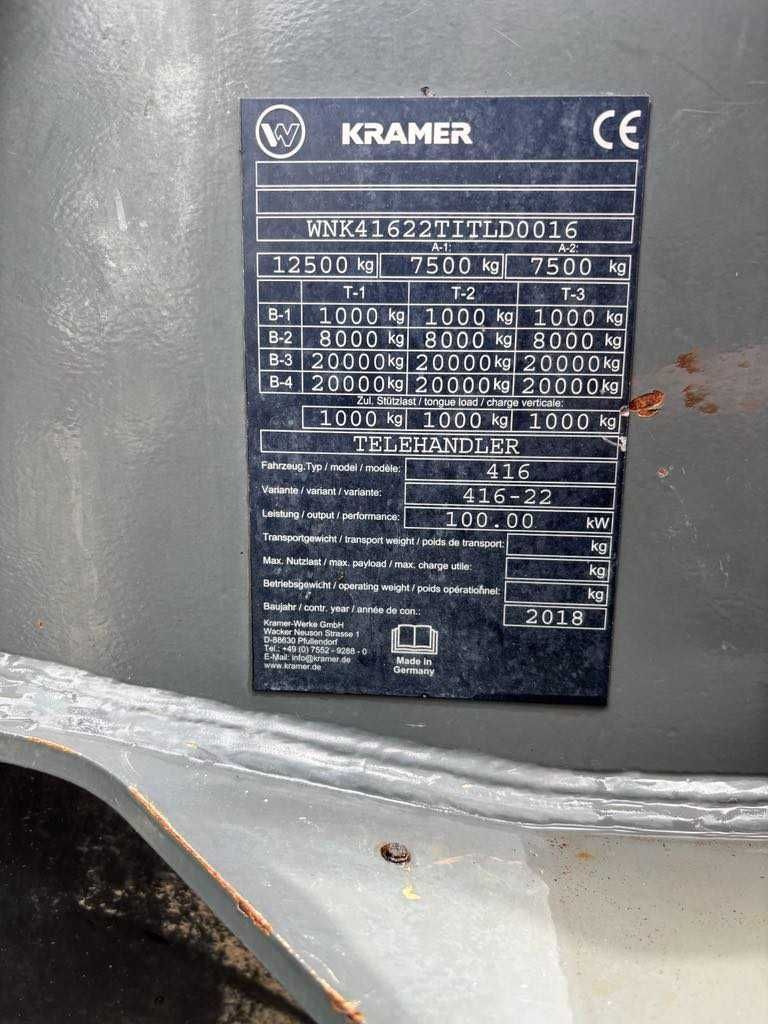 W KRAMER CE
WNK41622TITLD0016
A-1: A-2:
12500 kg 7500 kg 7500 kg
T-1 T-2 T-3
B-1 1000 kg 1000 kg 1000 kg
B-2 8000 kg 8000 kg 8000 kg
B-3 20000 kg 20000 kg 20000 kg
B-4 20000 kg 20000 kg 20000 kg
Zul. Stützlast / tongue load / charge verticale:
1000 kg 1000 kg 1000 kg
TELEHANDLER
Fahrzeug.Typ / model / modèle: 416
Variante / variant / variante: 416-22
Leistung / output / performance: 100.00 kW
Transportgewicht / transport weight / poids de transport: kg
Max. Nutzlast / max. payload / max. charge utile: kg
Betriebsgewicht / operating weight / poids opérationnel: kg
Baujahr / contr. year / année de con.: 2018
Kramer-Werke GmbH
Wacker Neuson Strasse 1
D-88630 Pfullendorf
Tel.: +49 (0) 7552 - 9288 - 0
E-Mail: info@kramer.de
www.kramer.de
Made in
Germany